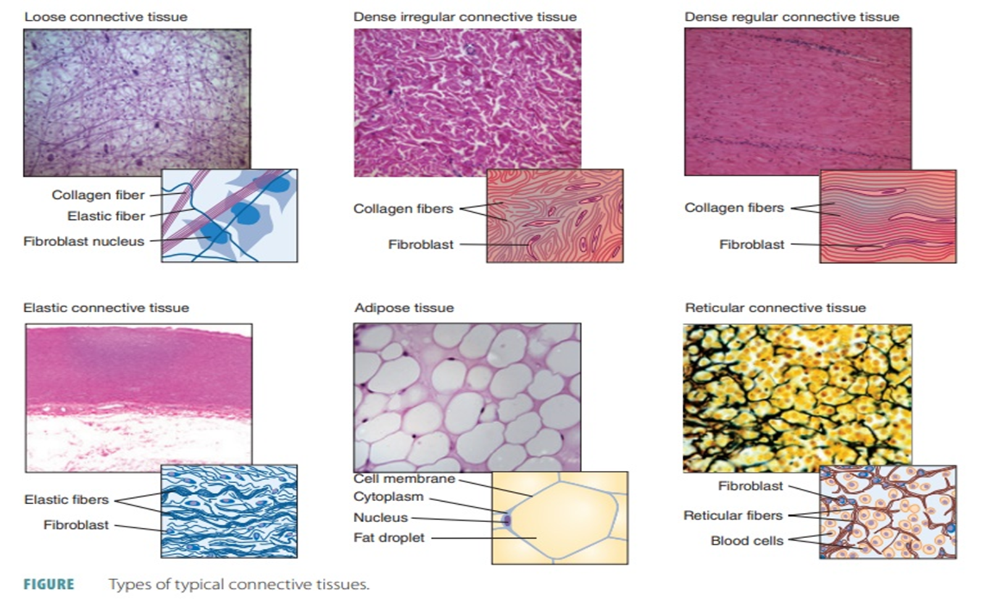 Loose connective tissue
Collagen fiber
Elastic fiber
Fibroblast nucleus
Dense irregular connective tissue
Collagen fibers
Fibroblast
Dense regular connective tissue
Collagen fibers
Fibroblast
Elastic connective tissue
Elastic fibers
Fibroblast
Adipose tissue
Cell membrane
Cytoplasm
Nucleus
Fat droplet
Reticular connective tissue
Fibroblast
Reticular fibers
Blood cells
FIGURE Types of typical connective tissues.